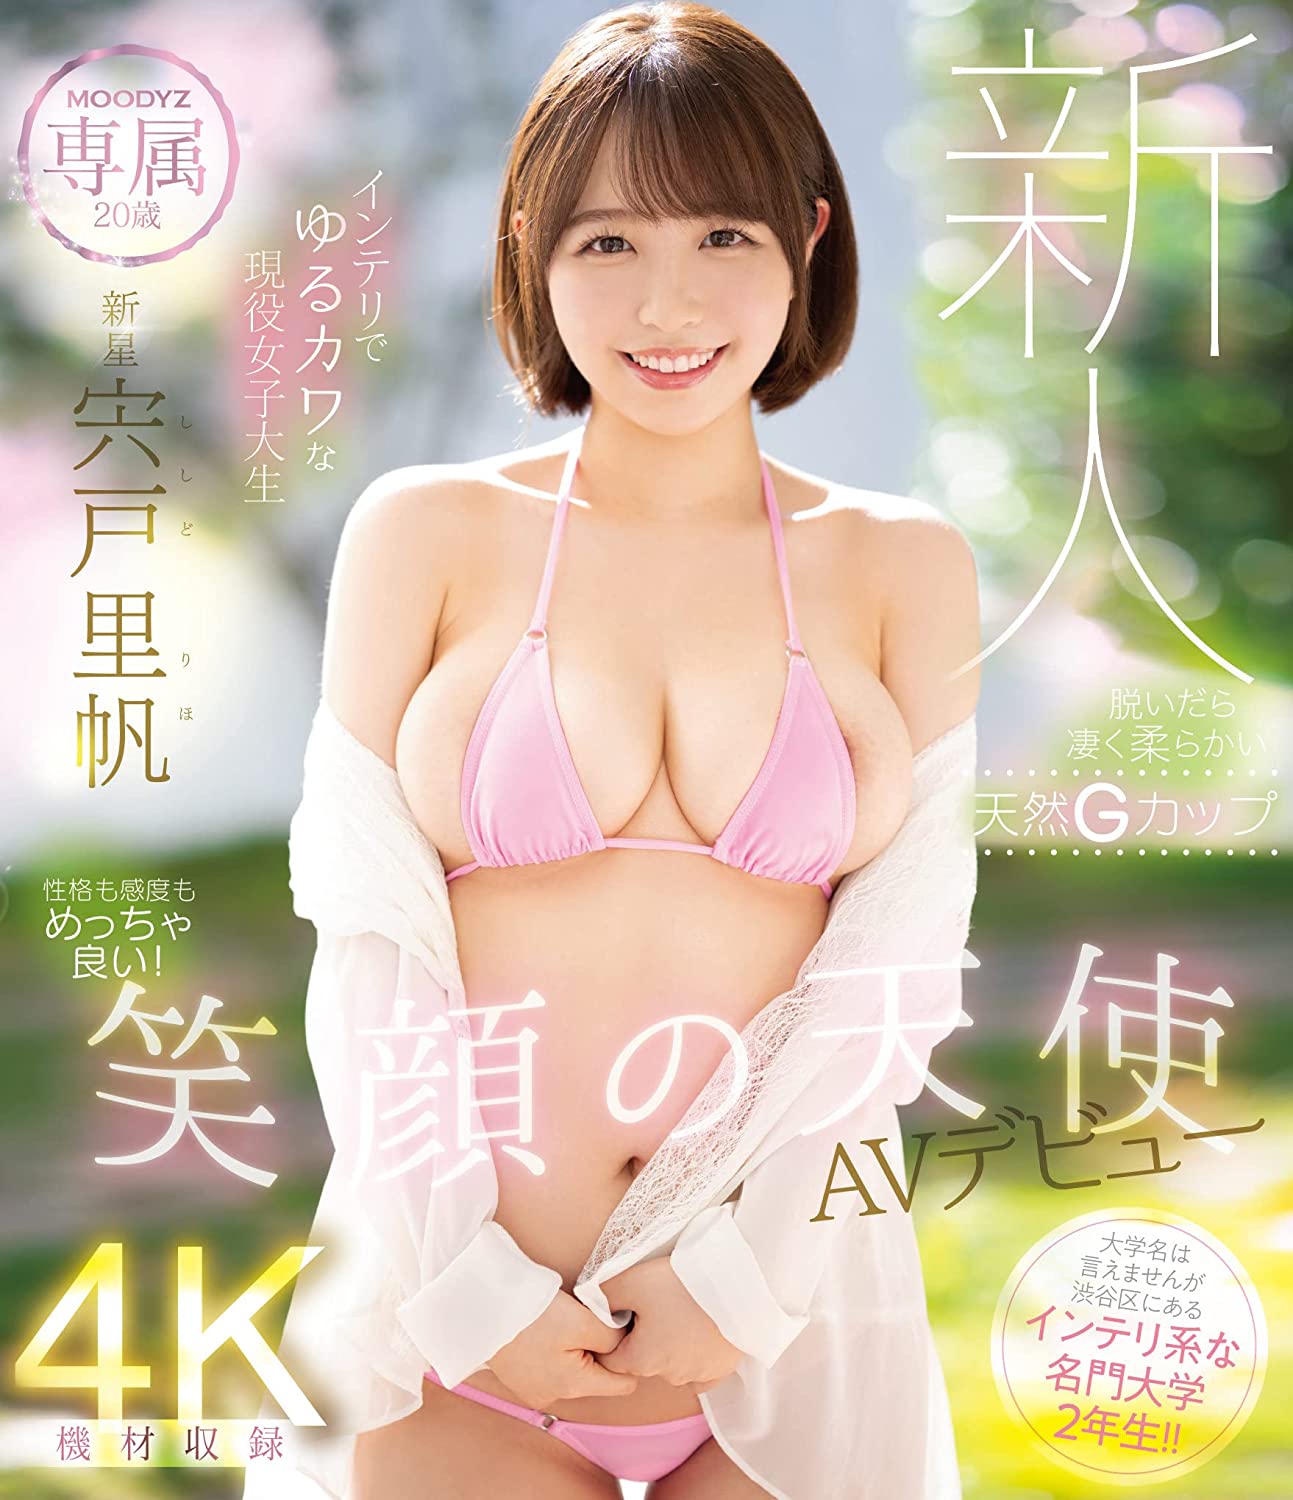 MOODYZ
専属
20歳
新星
宍戸里帆
ししど
りほ
インテリで
ゆるカワな
現役女子大生
新人
脱いだら
凄く柔らかい
天然Gカップ
性格も感度も
めっちゃ
良い!
笑顔の天使
AVデビュー
4K
機材収録
大学名は
言えませんが
渋谷区にある
インテリ系な
名門大学
2年生!!